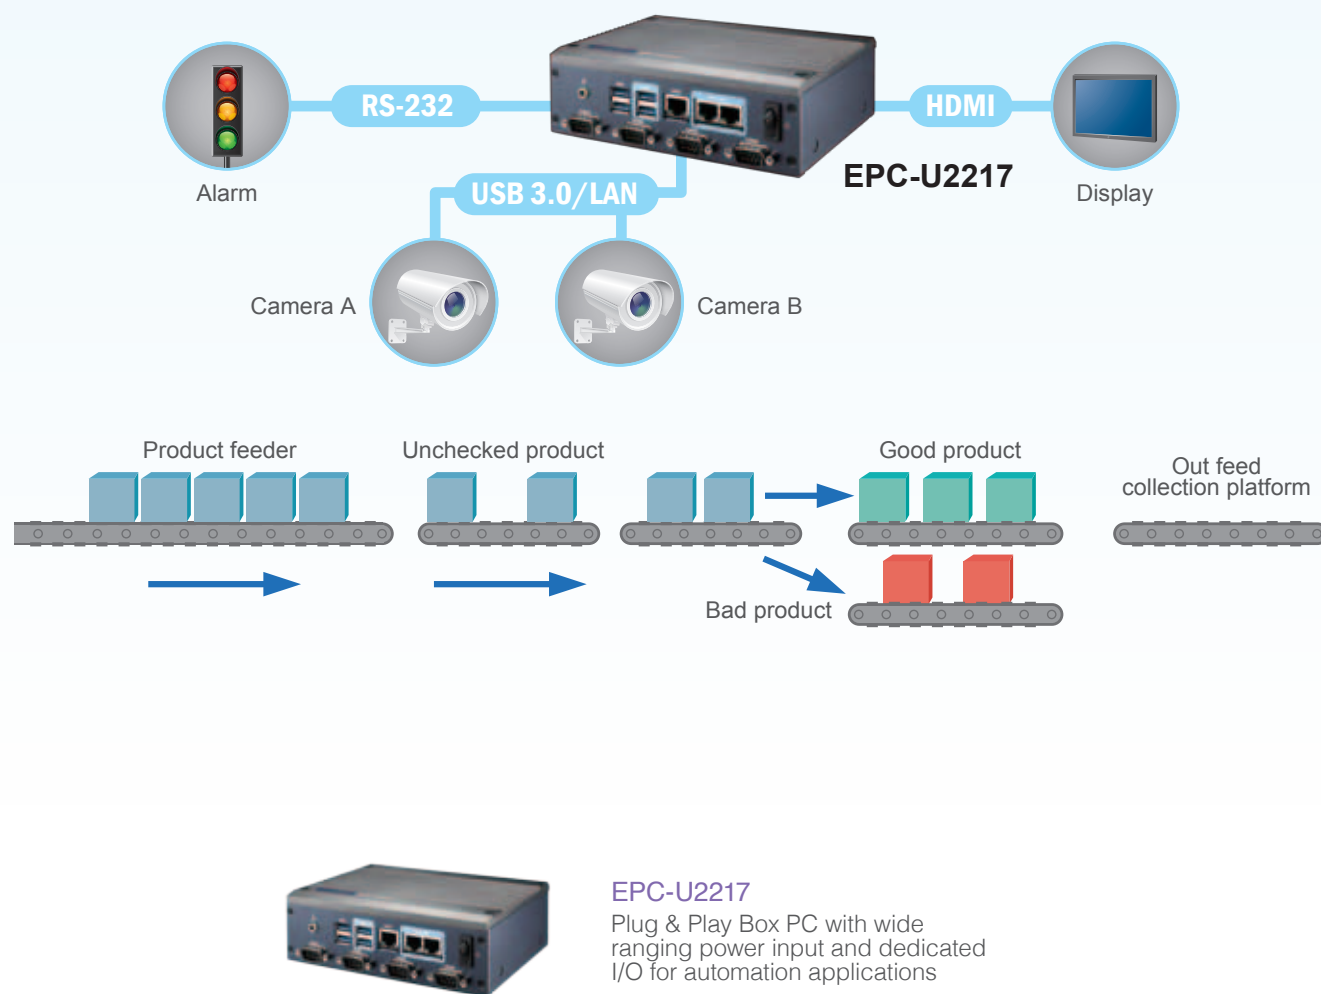 RS-232
HDMI
Alarm
EPC-U2217
Display
USB 3.0/LAN
Camera A
Camera B
Product feeder
Unchecked product
Good product
Out feed
collection platform
Bad product
EPC-U2217
Plug & Play Box PC with wide
ranging power input and dedicated
I/O for automation applications